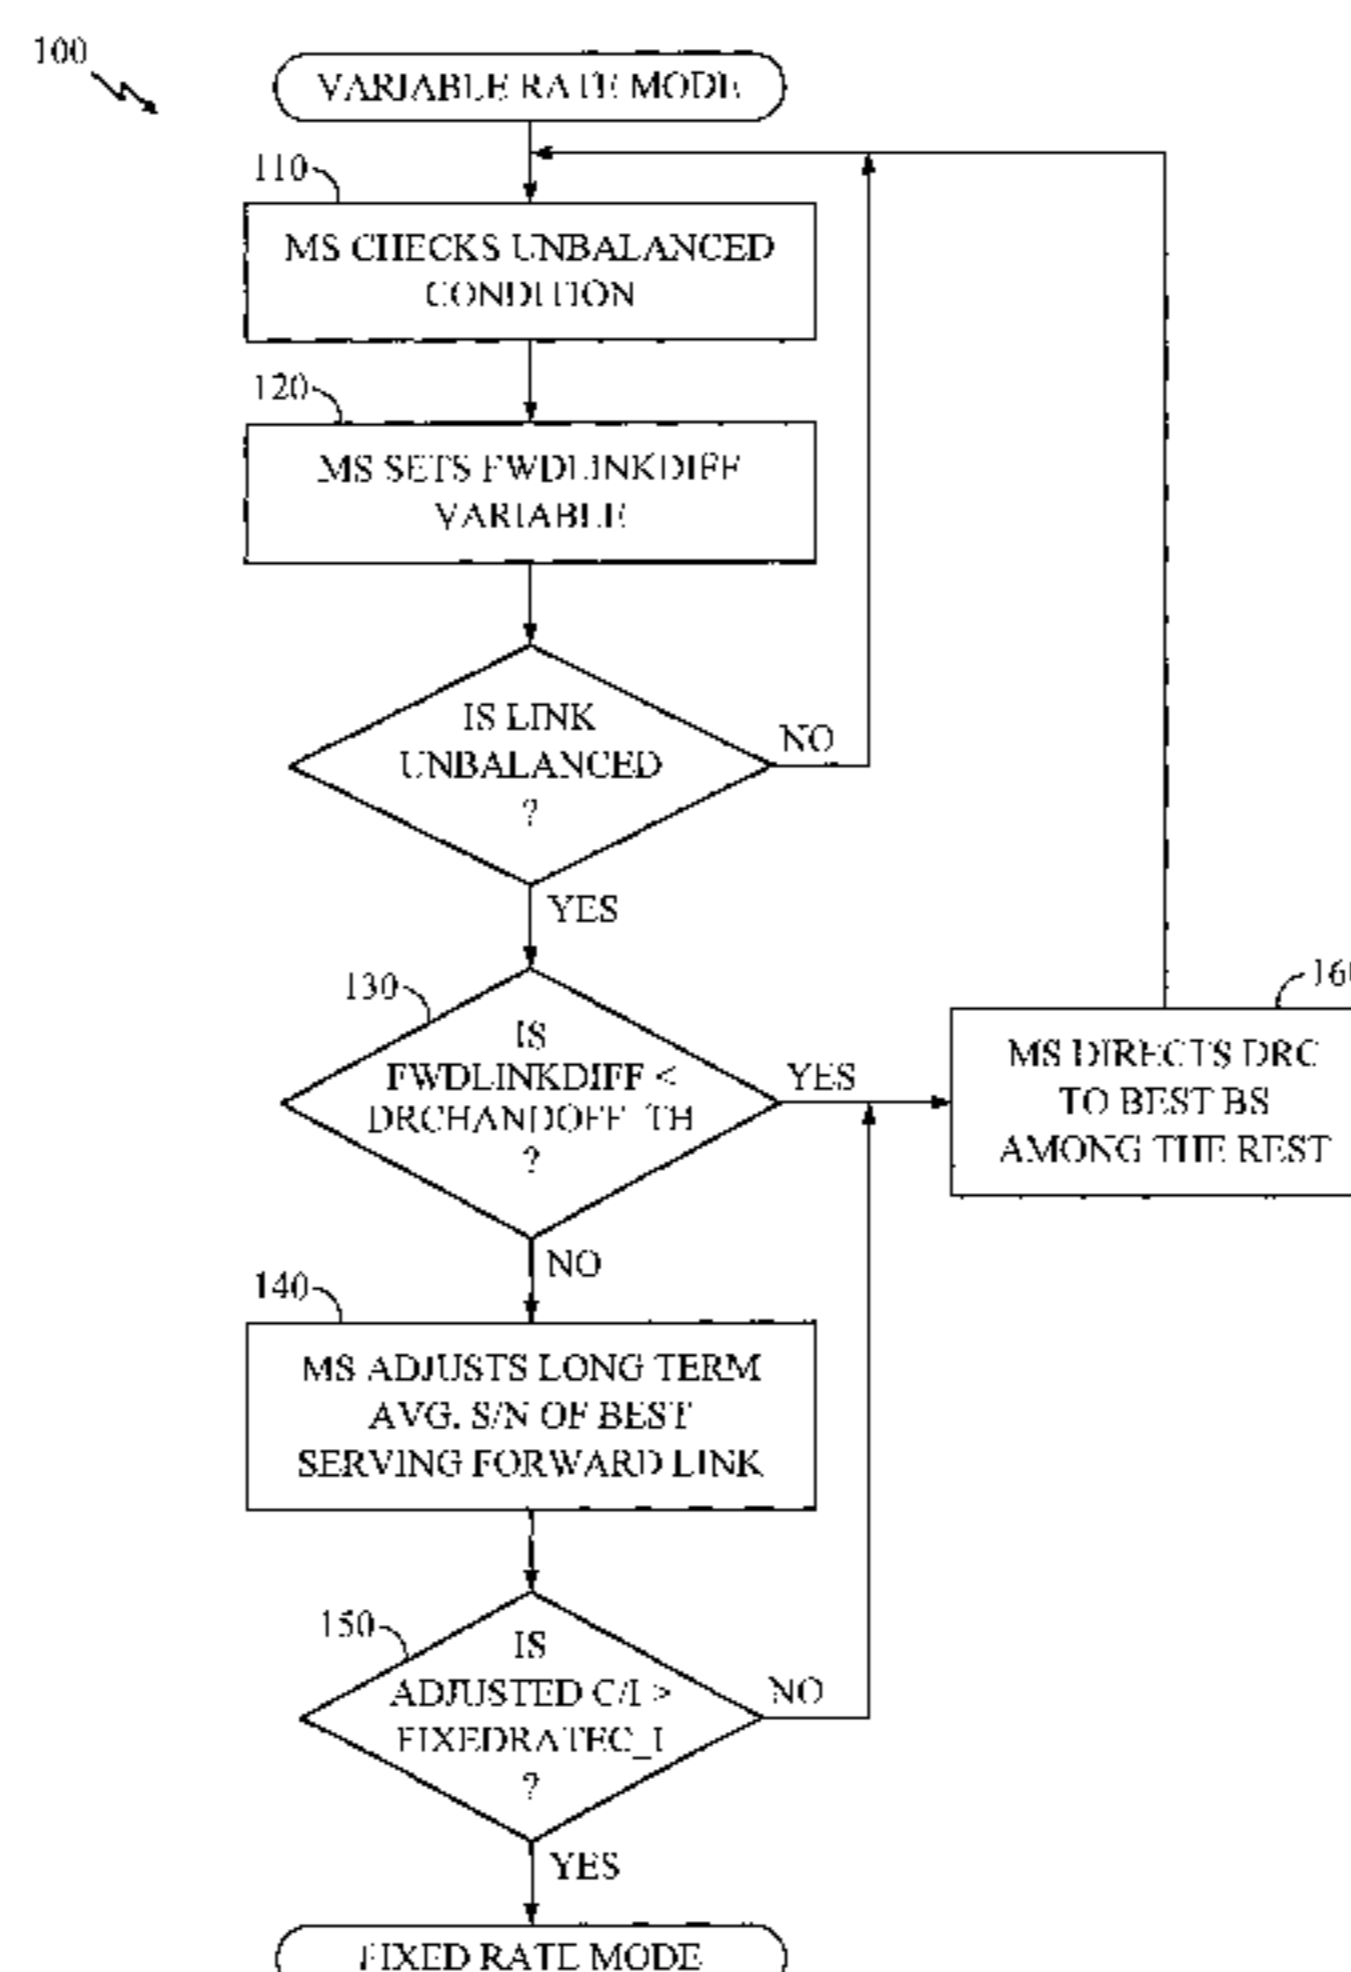 100
VARIABLE RATE MODE
110
MS CHECKS UNBALANCED
CONDITION
120
MS SETS FWDLINKDIFF
VARIABLE
IS LINK
UNBALANCED
?
NO
YES
130
IS
FWDLINKDIFF <
DRCHANDOFF_TH
?
YES
160
MS DIRECTS DRC
TO BEST BS
AMONG THE REST
NO
140
MS ADJUSTS LONG TERM
AVG. S/N OF BEST
SERVING FORWARD LINK
150
IS
ADJUSTED C/I >
FIXEDRATEC_I
?
NO
YES
FIXED RATE MODE